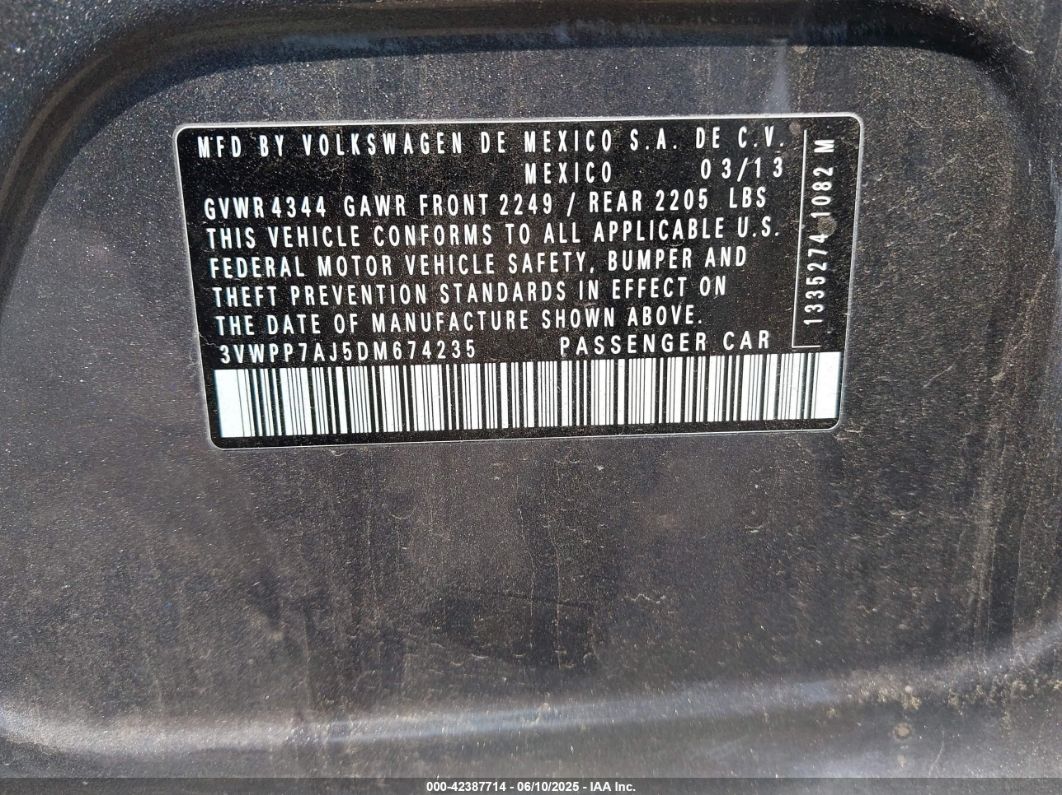 MFD BY VOLKSWAGEN DE MEXICO S.A. DE C.V.
MEXICO 03/13
GVWR 4344 GAWR FRONT 2249 / REAR 2205 LBS
THIS VEHICLE CONFORMS TO ALL APPLICABLE U.S.
FEDERAL MOTOR VEHICLE SAFETY, BUMPER AND
THEFT PREVENTION STANDARDS IN EFFECT ON
THE DATE OF MANUFACTURE SHOWN ABOVE.
3VWPP7AJ5DM674235 PASSENGER CAR
1335274 1082 M
000-42387714 - 06/10/2025 - IAA Inc.